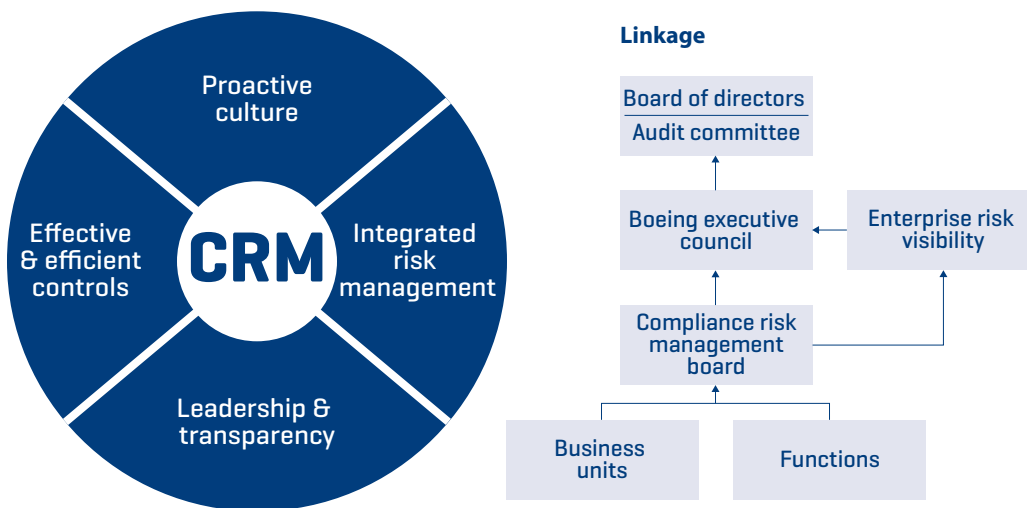 Proactive
culture
Effective
& efficient
controls
CRM
Integrated
risk
management
Leadership &
transparency
Linkage
Board of directors
Audit committee
Boeing executive
council
Enterprise risk
visibility
Compliance risk
management
board
Business
units
Functions